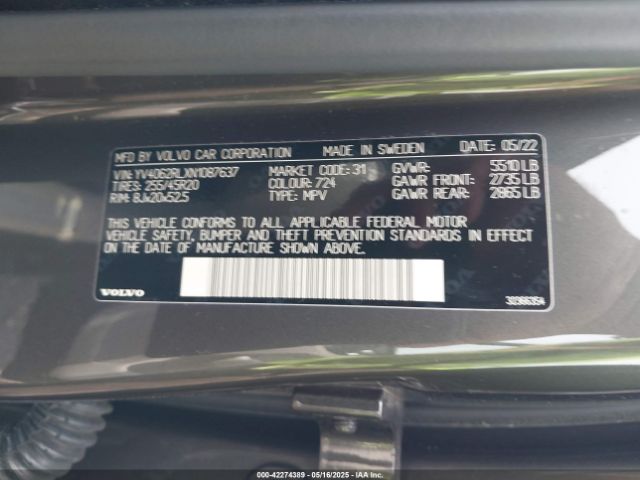 MFD. BY VOLVO CAR CORPORATION MADE IN SWEDEN DATE: 05/22
VIN: YV4062RLXN1087637 MARKET CODE: 31 GVWR: 5510 LB
TIRES: 255/45R20 COLOUR: 724 GAWR FRONT: 2735 LB
RIM: 8Jx20x52.5 TYPE: MPV GAWR REAR: 2865 LB
THIS VEHICLE CONFORMS TO ALL APPLICABLE FEDERAL MOTOR
VEHICLE SAFETY, BUMPER AND THEFT PREVENTION STANDARDS IN EFFECT
ON THE DATE OF MANUFACTURE SHOWN ABOVE.
VOLVO 30966354
000-42274389 - 05/16/2025 - COPYRIGHT IAA, Inc.